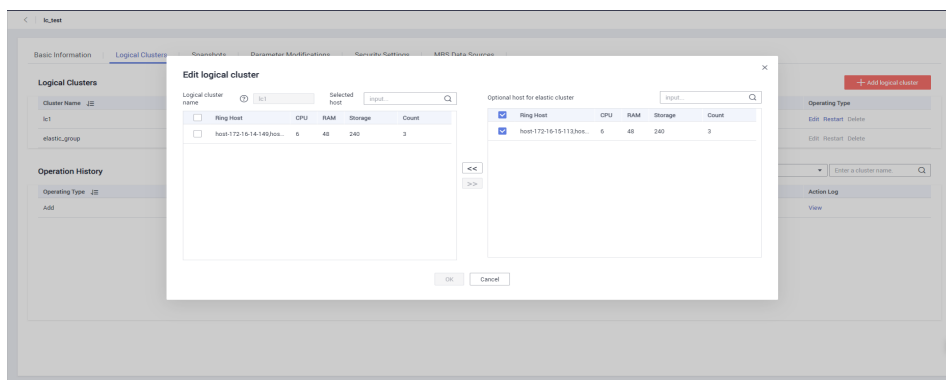 lc_test
Basic Information Logical Clusters Snapshots Parameter Modifications Security Settings MRS Data Sources
Edit logical cluster
Logical Clusters
+ Add logical cluster
Logical cluster name lc1 Selected host input...
Optional host for elastic cluster input...
Cluster Name
Operating Type
Ring Host CPU RAM Storage Count
Ring Host CPU RAM Storage Count
lc1
Edit Restart Delete
host-172-16-14-149,hos... 6 48 240 3
host-172-16-15-113,hos... 6 48 240 3
elastic_group
Edit Restart Delete
<<
>>
Operation History
Enter a cluster name.
Operating Type
Action Log
Add
View
OK Cancel